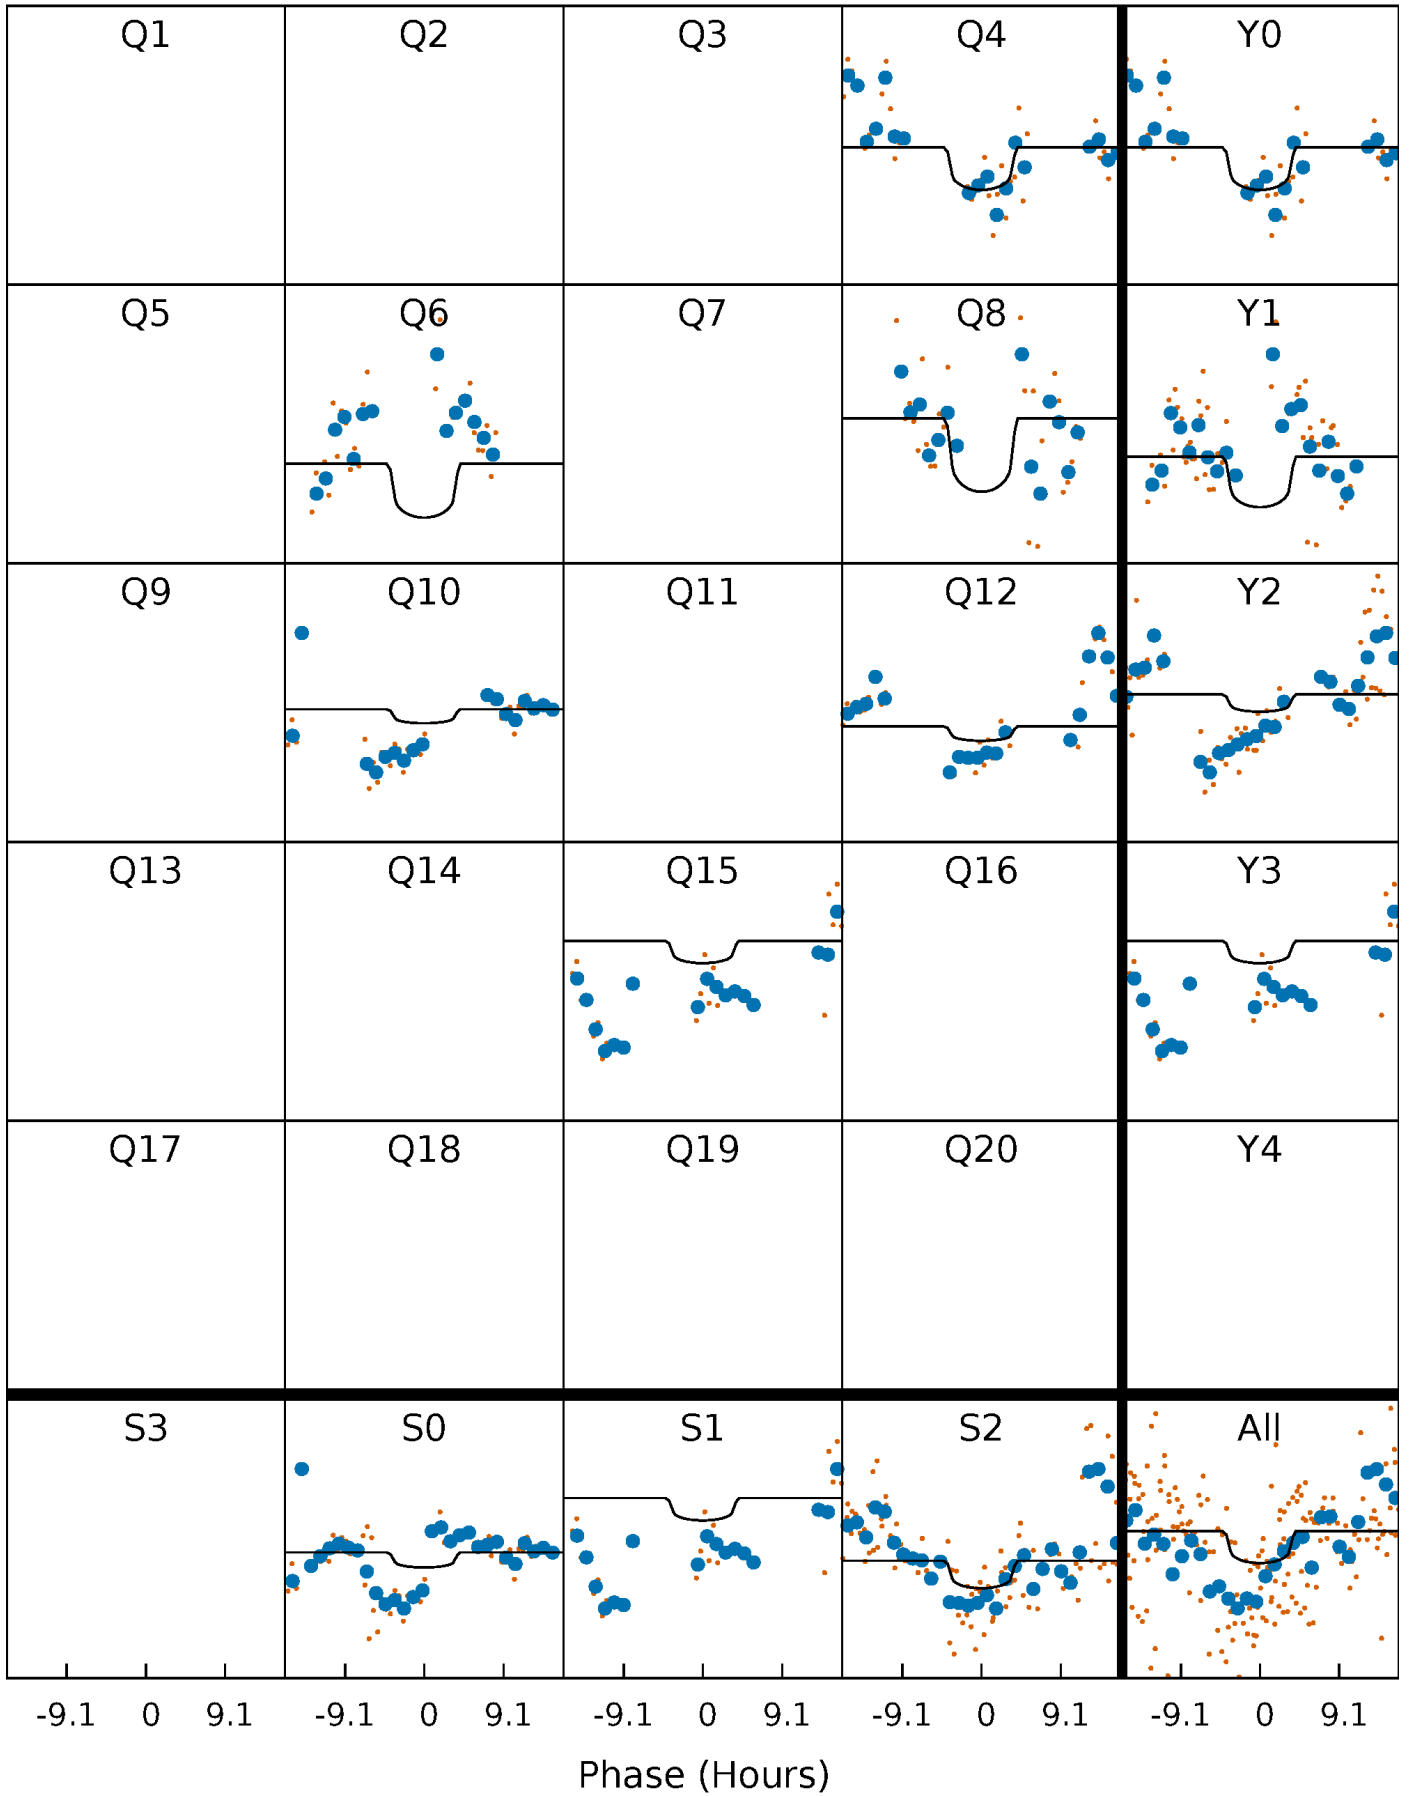 Q1 Q2 Q3 Q4 Y0
Q5 Q6 Q7 Q8 Y1
Q9 Q10 Q11 Q12 Y2
Q13 Q14 Q15 Q16 Y3
Q17 Q18 Q19 Q20 Y4
S3 S0 S1 S2 All
-9.1 0 9.1 -9.1 0 9.1 -9.1 0 9.1 -9.1 0 9.1 -9.1 0 9.1
Phase (Hours)